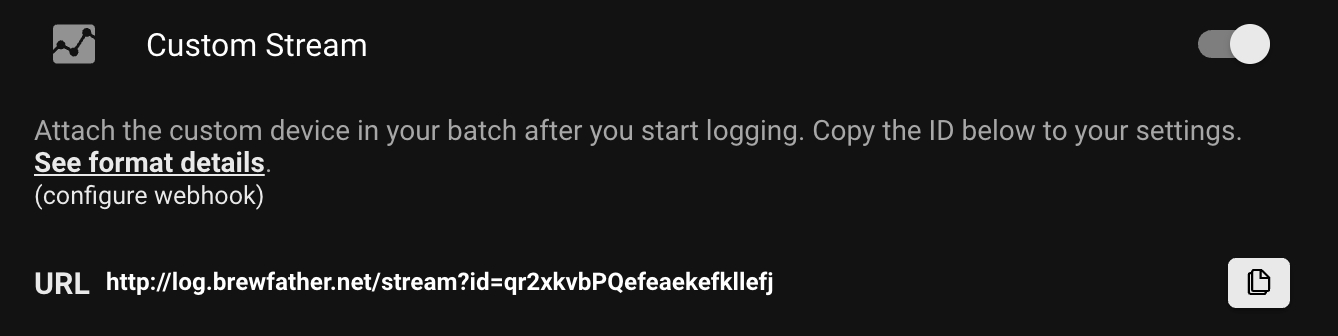 Custom Stream
Attach the custom device in your batch after you start logging. Copy the ID below to your settings.
See format details.
(configure webhook)
URL http://log.brewfather.net/stream?id=qr2xkvbPQefeaekefkllefj